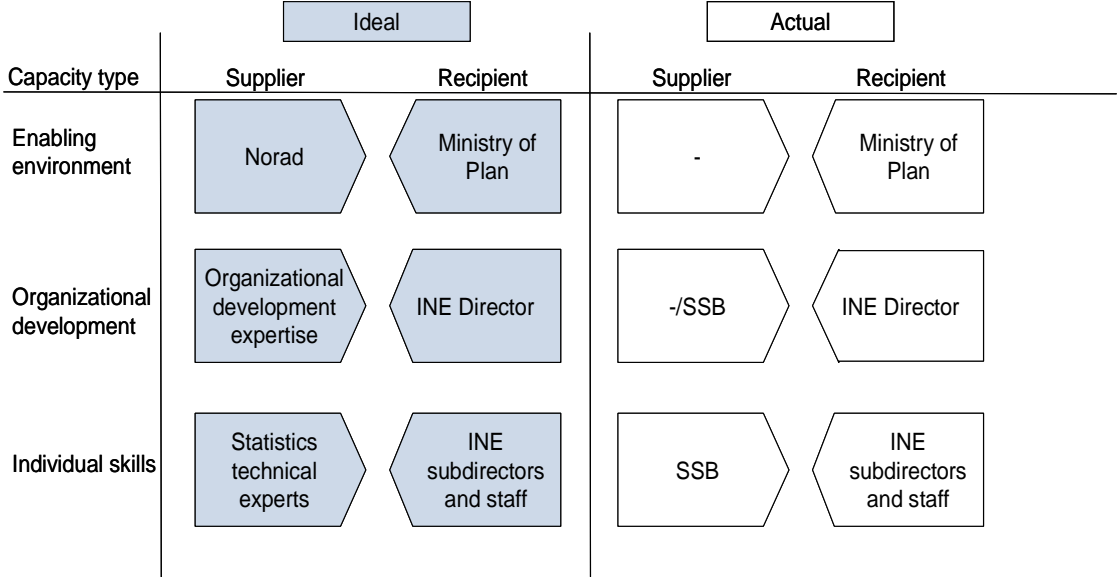 Ideal
Actual
Capacity type
Supplier
Recipient
Supplier
Recipient
Enabling
environment
Norad
Ministry of
Plan
-
Ministry of
Plan
Organizational
development
Organizational
development
expertise
INE Director
-/SSB
INE Director
Individual skills
Statistics
technical
experts
INE
subdirectors
and staff
SSB
INE
subdirectors
and staff